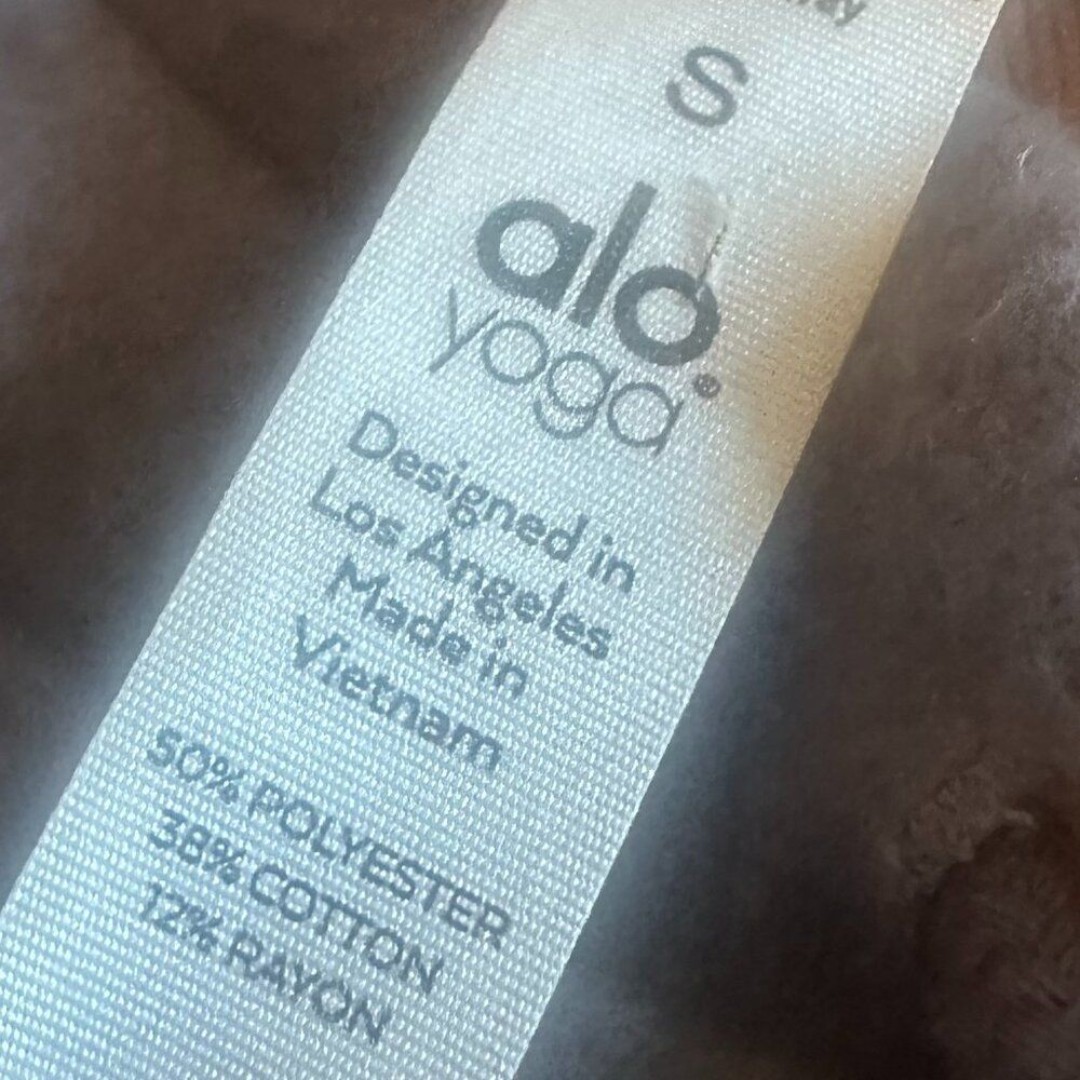 S
alo
yoga®
Designed in
Los Angeles
Made in
Vietnam
50% POLYESTER
38% COTTON
12% RAYON